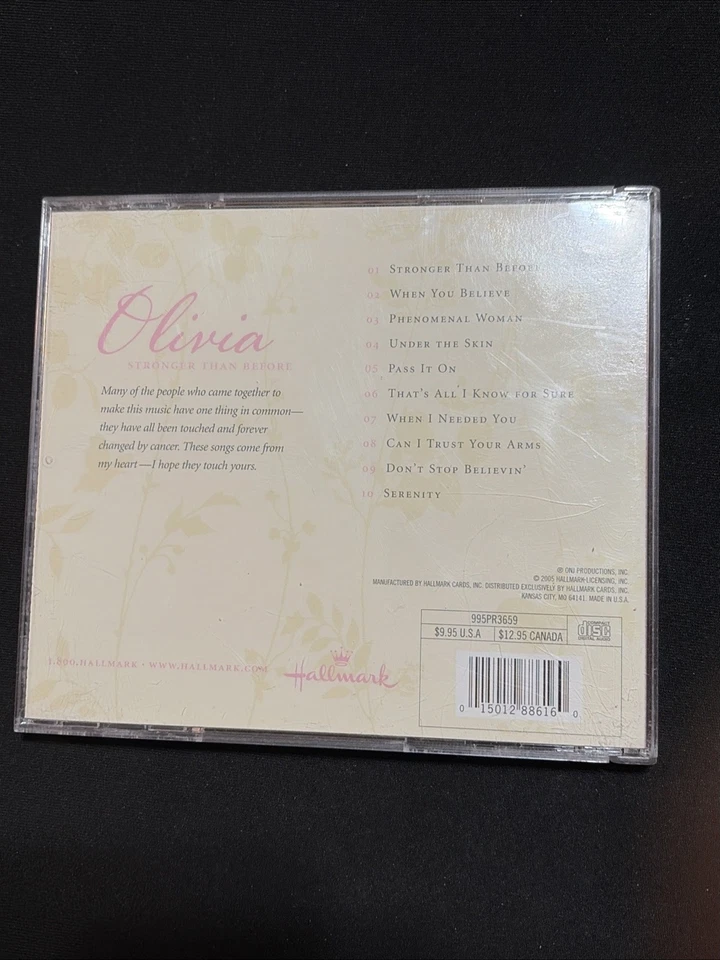 Olivia
STRONGER THAN BEFORE
Many of the people who came together to
make this music have one thing in common—
they have all been touched and forever
changed by cancer. These songs come from
my heart—I hope they touch yours.
01 STRONGER THAN BEFORE
02 WHEN YOU BELIEVE
03 PHENOMENAL WOMAN
04 UNDER THE SKIN
05 PASS IT ON
06 THAT'S ALL I KNOW FOR SURE
07 WHEN I NEEDED YOU
08 CAN I TRUST YOUR ARMS
09 DON'T STOP BELIEVIN'
10 SERENITY
℗ ONJ PRODUCTIONS, INC.
© 2005 HALLMARK LICENSING, INC.
MANUFACTURED BY HALLMARK CARDS, INC. DISTRIBUTED EXCLUSIVELY BY HALLMARK CARDS, INC.
KANSAS CITY, MO 64141. MADE IN U.S.A.
995PR3659
$9.95 U.S.A $12.95 CANADA
COMPACT
disc
DIGITAL AUDIO
1.800.HALLMARK · WWW.HALLMARK.COM
Hallmark
0 15012 88616 0